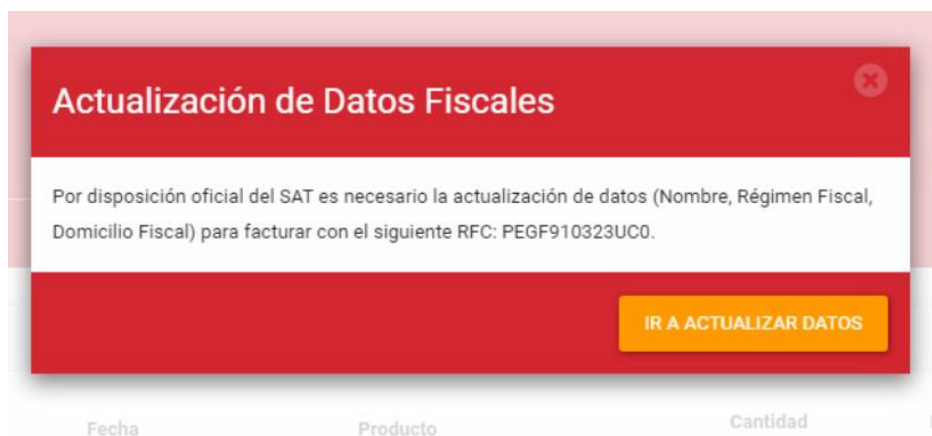 Actualización de Datos Fiscales
Por disposición oficial del SAT es necesario la actualización de datos (Nombre, Régimen Fiscal,
Domicilio Fiscal) para facturar con el siguiente RFC: PEGF910323UC0.
IR A ACTUALIZAR DATOS
Fecha Producto Cantidad